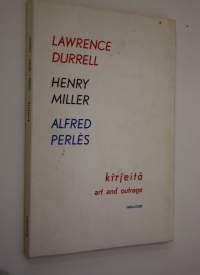 LAWRENCE
DURRELL
HENRY
MILLER
ALFRED
PERLÈS
kirjeitä
art and outrage